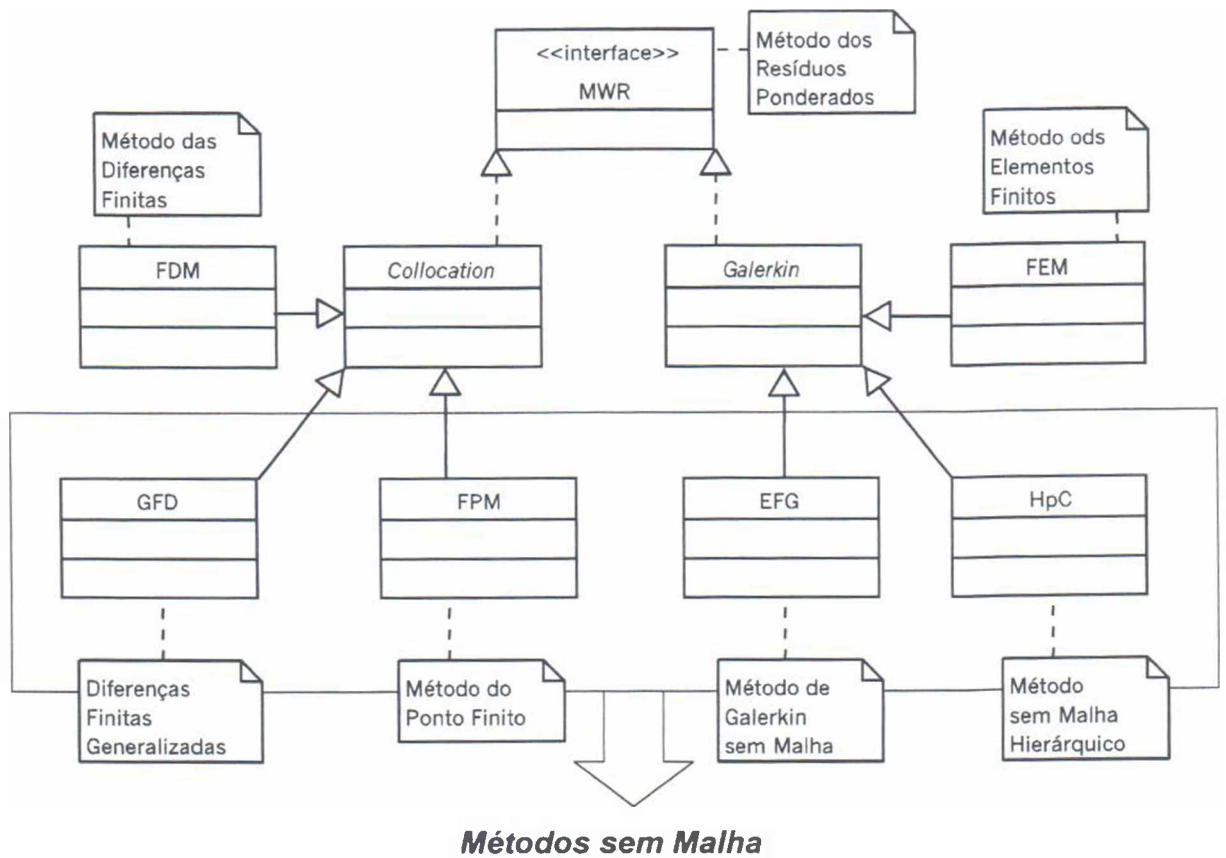 <<interface>>
MWR
Método dos
Resíduos
Ponderados
Método das
Diferenças
Finitas
Método ods
Elementos
Finitos
FDM
Collocation
Galerkin
FEM
GFD
FPM
EFG
HpC
Diferenças
Finitas
Generalizadas
Método do
Ponto Finito
Método de
Galerkin
sem Malha
Método
sem Malha
Hierárquico
Métodos sem Malha